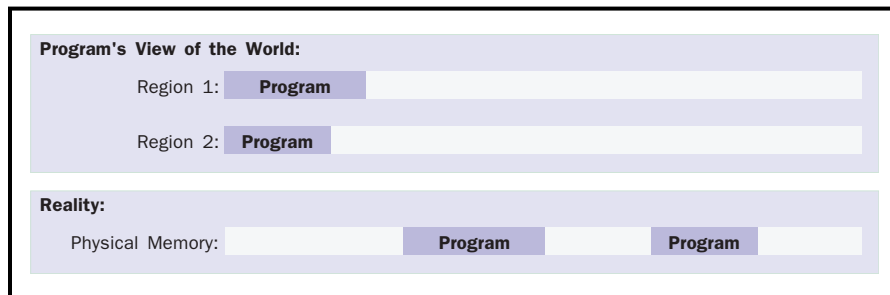 Program's View of the World:
Region 1: Program
Region 2: Program
Reality:
Physical Memory: Program Program